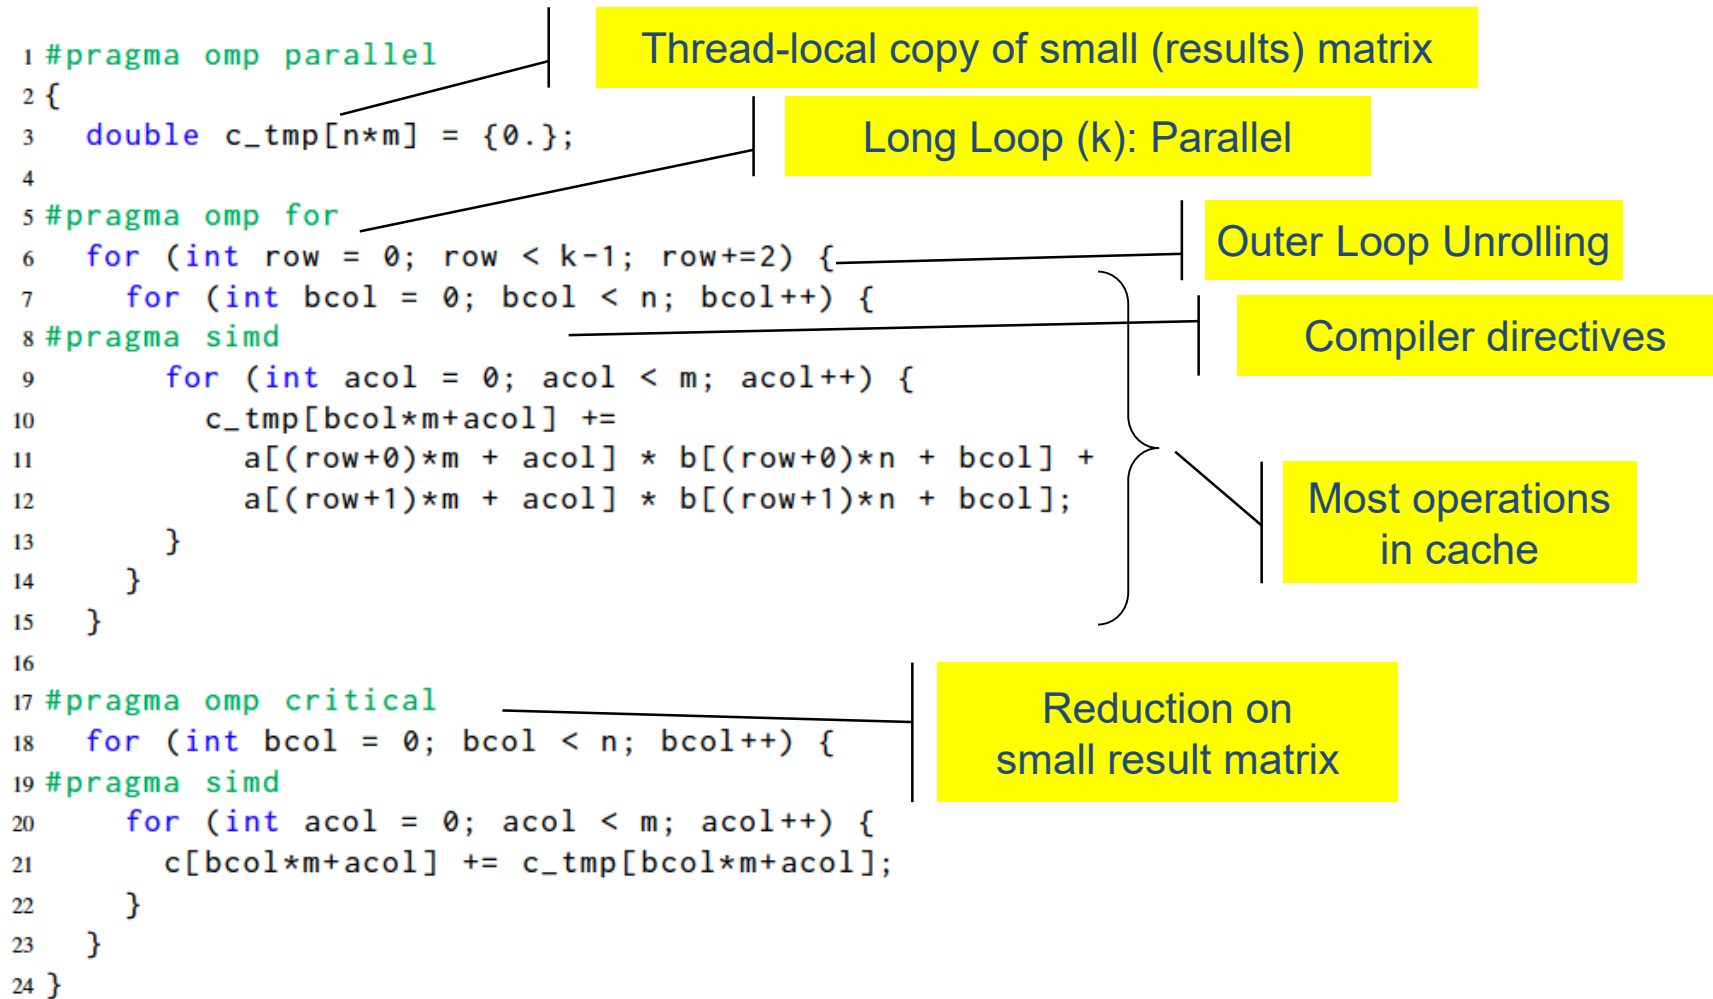 1 #pragma omp parallel
2 {
3 double c_tmp[n*m] = {0.};
4
5 #pragma omp for
6 for (int row = 0; row < k-1; row+=2) {
7 for (int bcol = 0; bcol < n; bcol++) {
8 #pragma simd
9 for (int acol = 0; acol < m; acol++) {
10 c_tmp[bcol*m+acol] +=
11 a[(row+0)*m + acol] * b[(row+0)*n + bcol] +
12 a[(row+1)*m + acol] * b[(row+1)*n + bcol];
13 }
14 }
15 }
16
17 #pragma omp critical
18 for (int bcol = 0; bcol < n; bcol++) {
19 #pragma simd
20 for (int acol = 0; acol < m; acol++) {
21 c[bcol*m+acol] += c_tmp[bcol*m+acol];
22 }
23 }
24 }
Thread-local copy of small (results) matrix
Long Loop (k): Parallel
Outer Loop Unrolling
Compiler directives
Most operations
in cache
Reduction on
small result matrix